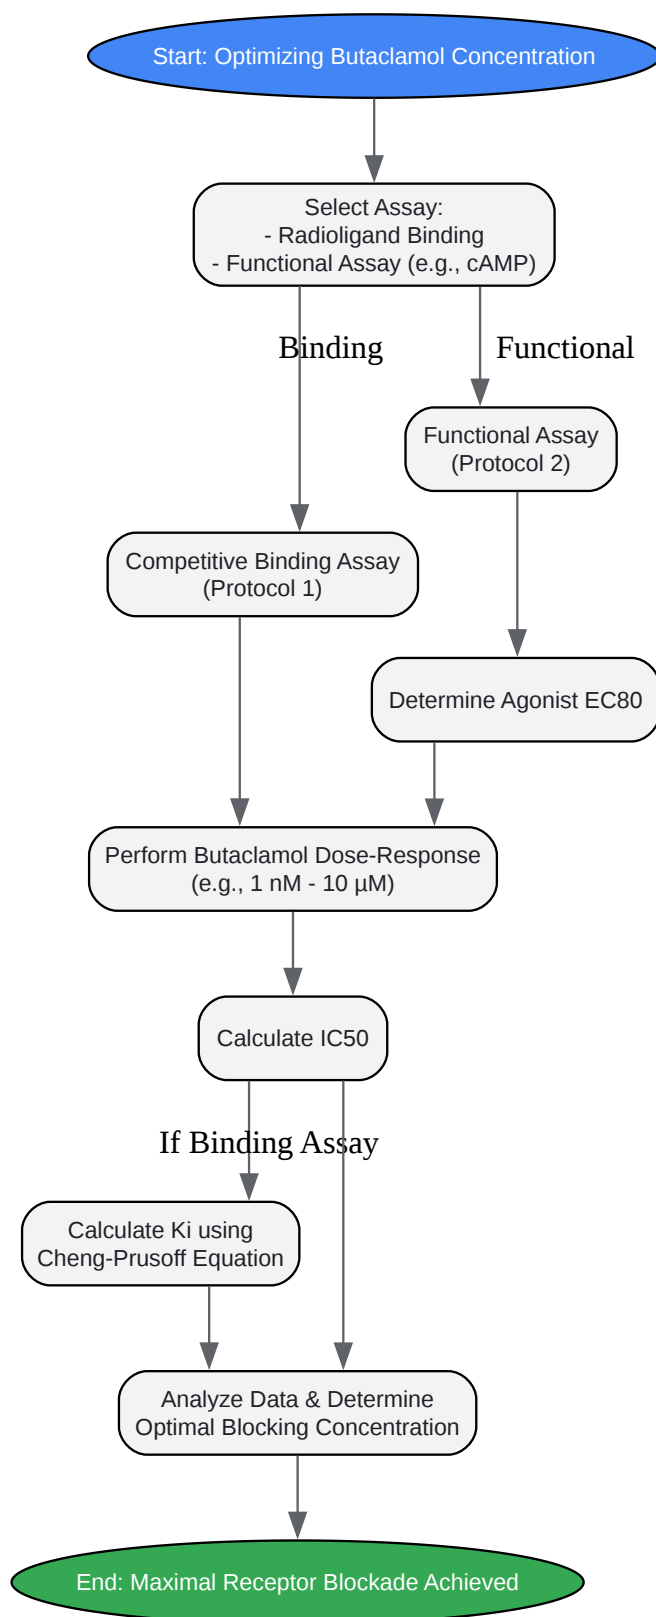 Start: Optimizing Butaclamol Concentration
Select Assay:
- Radioligand Binding
- Functional Assay (e.g., cAMP)
Binding
Functional
Functional Assay
(Protocol 2)
Competitive Binding Assay
(Protocol 1)
Determine Agonist EC80
Perform Butaclamol Dose-Response
(e.g., 1 nM - 10 µM)
Calculate IC50
If Binding Assay
Calculate Ki using
Cheng-Prusoff Equation
Analyze Data & Determine
Optimal Blocking Concentration
End: Maximal Receptor Blockade Achieved